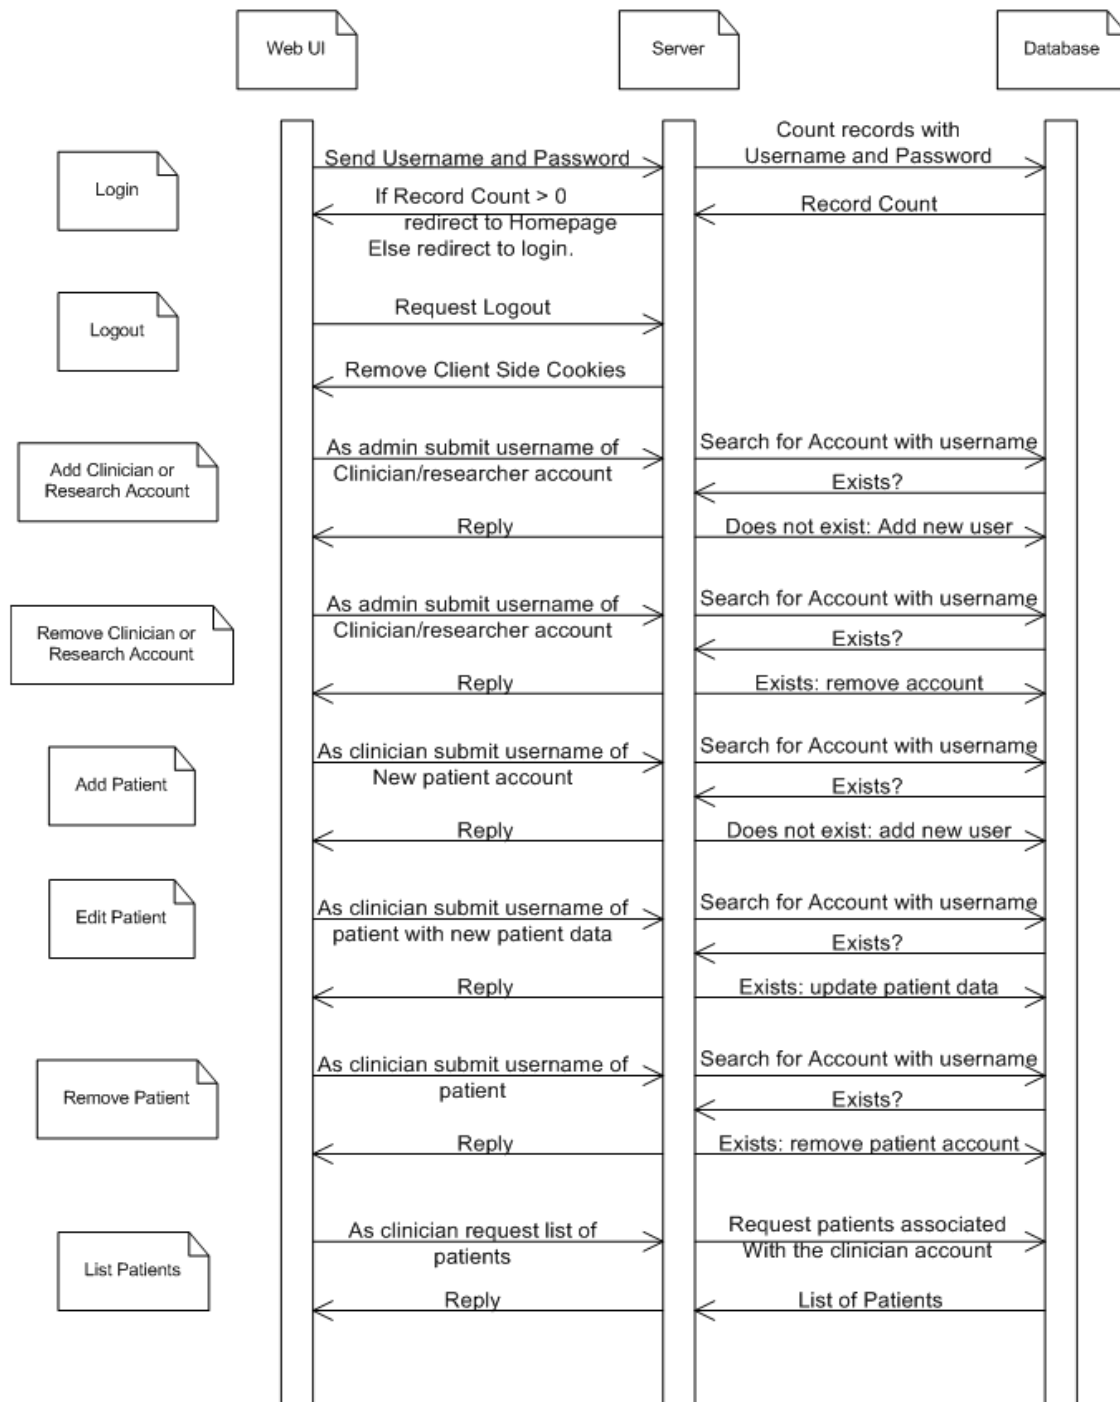 Web UI
Server
Database
Login
Send Username and Password
Count records with
Username and Password
If Record Count > 0
redirect to Homepage
Else redirect to login.
Record Count
Logout
Request Logout
Remove Client Side Cookies
Add Clinician or
Research Account
As admin submit username of
Clinician/researcher account
Search for Account with username
Exists?
Reply
Does not exist: Add new user
Remove Clinician or
Research Account
As admin submit username of
Clinician/researcher account
Search for Account with username
Exists?
Reply
Exists: remove account
Add Patient
As clinician submit username of
New patient account
Search for Account with username
Exists?
Reply
Does not exist: add new user
Edit Patient
As clinician submit username of
patient with new patient data
Search for Account with username
Exists?
Reply
Exists: update patient data
Remove Patient
As clinician submit username of
patient
Search for Account with username
Exists?
Reply
Exists: remove patient account
List Patients
As clinician request list of
patients
Request patients associated
With the clinician account
Reply
List of Patients